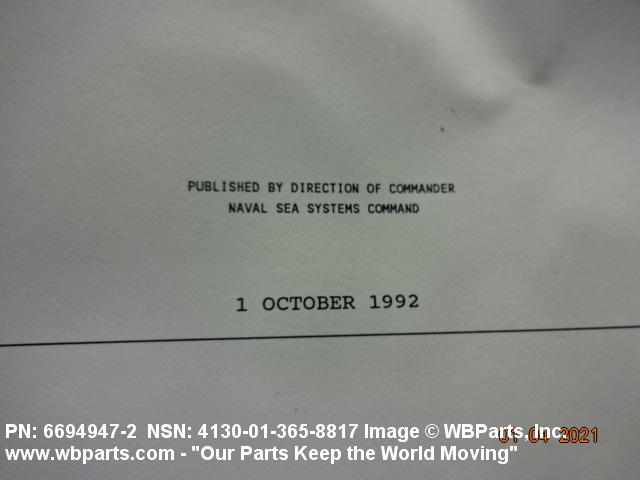 PUBLISHED BY DIRECTION OF COMMANDER
NAVAL SEA SYSTEMS COMMAND
1 OCTOBER 1992
PN: 6694947-2 NSN: 4130-01-365-8817 Image © WBParts,Inc.
01 04 2021
www.wbparts.com - "Our Parts Keep the World Moving"